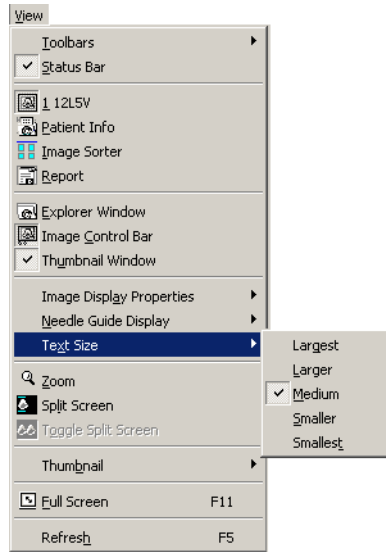 View
Toolbars
Status Bar
1 12L5V
Patient Info
Image Sorter
Report
Explorer Window
Image Control Bar
Thumbnail Window
Image Display Properties
Needle Guide Display
Text Size
Largest
Larger
Medium
Smaller
Smallest
Zoom
Split Screen
Toggle Split Screen
Thumbnail
Full Screen F11
Refresh F5